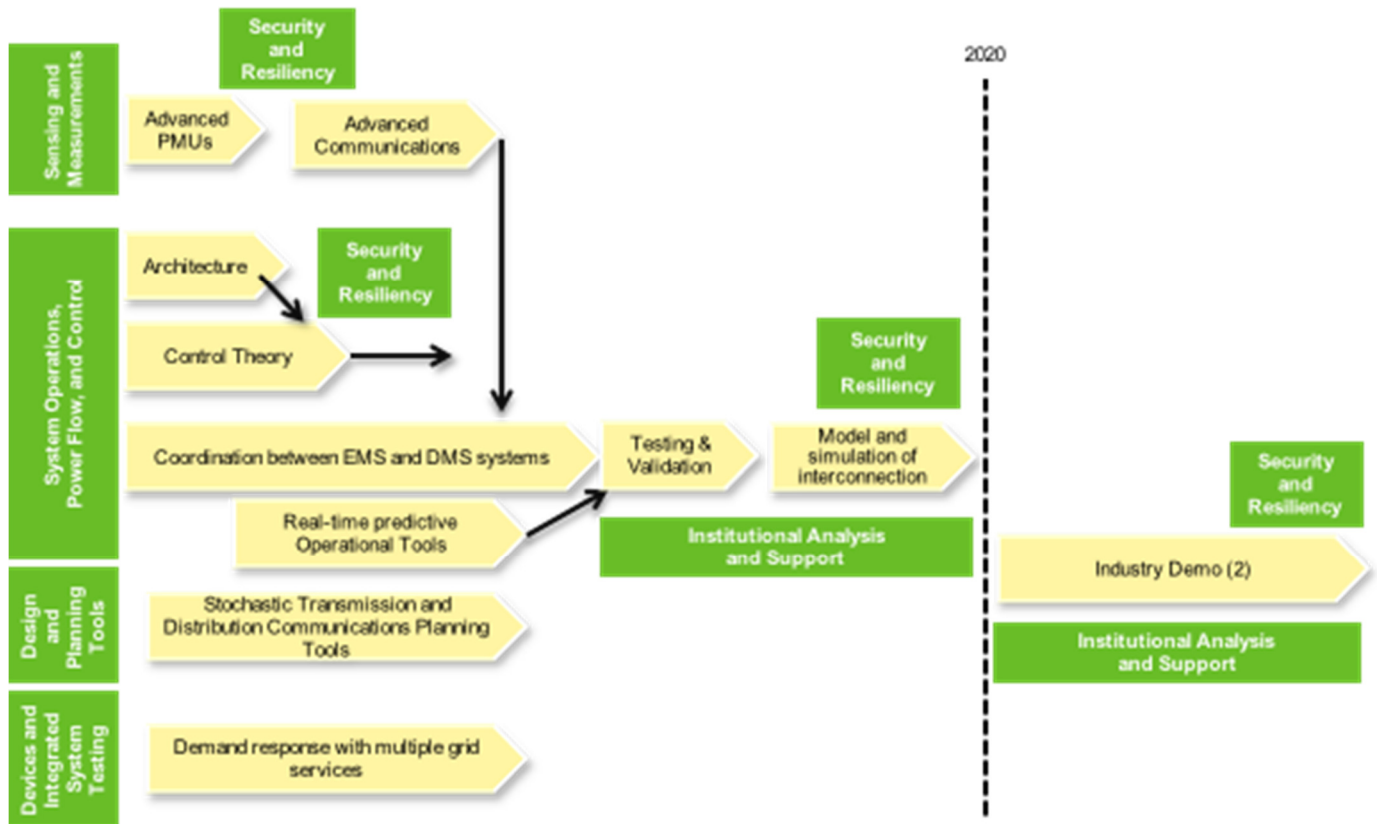 Sensing and
Measurements
Security
and
Resiliency
Advanced
PMUs
Advanced
Communications
2020
System Operations,
Power Flow, and Control
Architecture
Security
and
Resiliency
Control Theory
Security
and
Resiliency
Coordination between EMS and DMS systems
Testing &
Validation
Model and
simulation of
interconnection
Real-time predictive
Operational Tools
Institutional Analysis
and Support
Security
and
Resiliency
Industry Demo (2)
Institutional Analysis
and Support
Design
and
Planning
Tools
Stochastic Transmission and
Distribution Communications Planning
Tools
Devices and
Integrated
System
Testing
Demand response with multiple grid
services